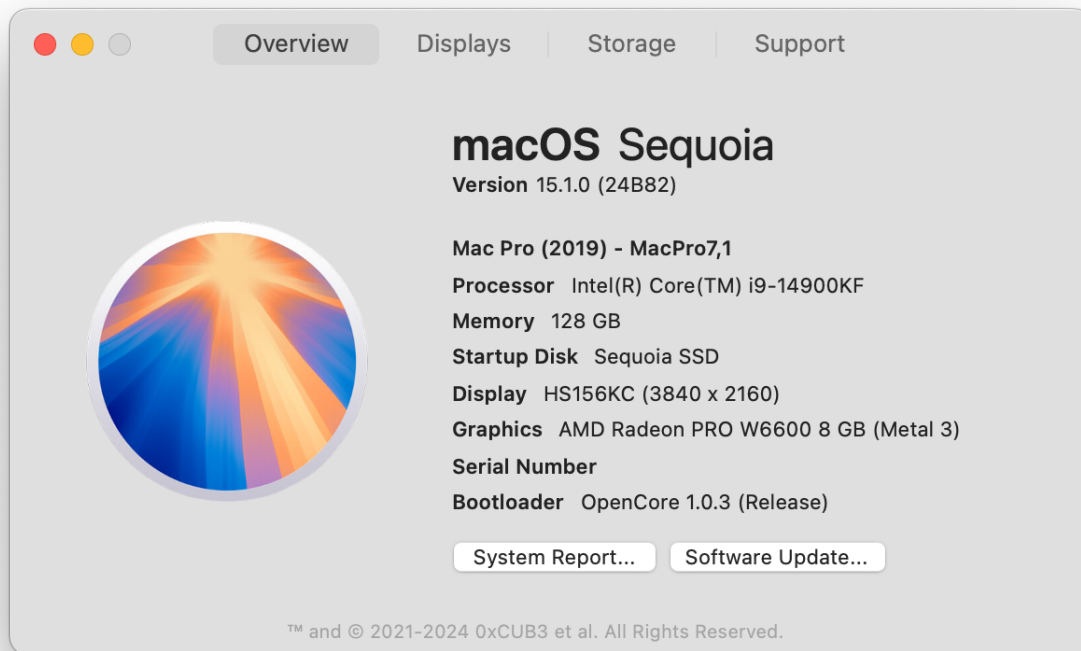 Overview Displays Storage Support
macOS Sequoia
Version 15.1.0 (24B82)
Mac Pro (2019) - MacPro7,1
Processor Intel(R) Core(TM) i9-14900KF
Memory 128 GB
Startup Disk Sequoia SSD
Display HS156KC (3840 x 2160)
Graphics AMD Radeon PRO W6600 8 GB (Metal 3)
Serial Number
Bootloader OpenCore 1.0.3 (Release)
System Report... Software Update...
™ and © 2021-2024 0xCUB3 et al. All Rights Reserved.